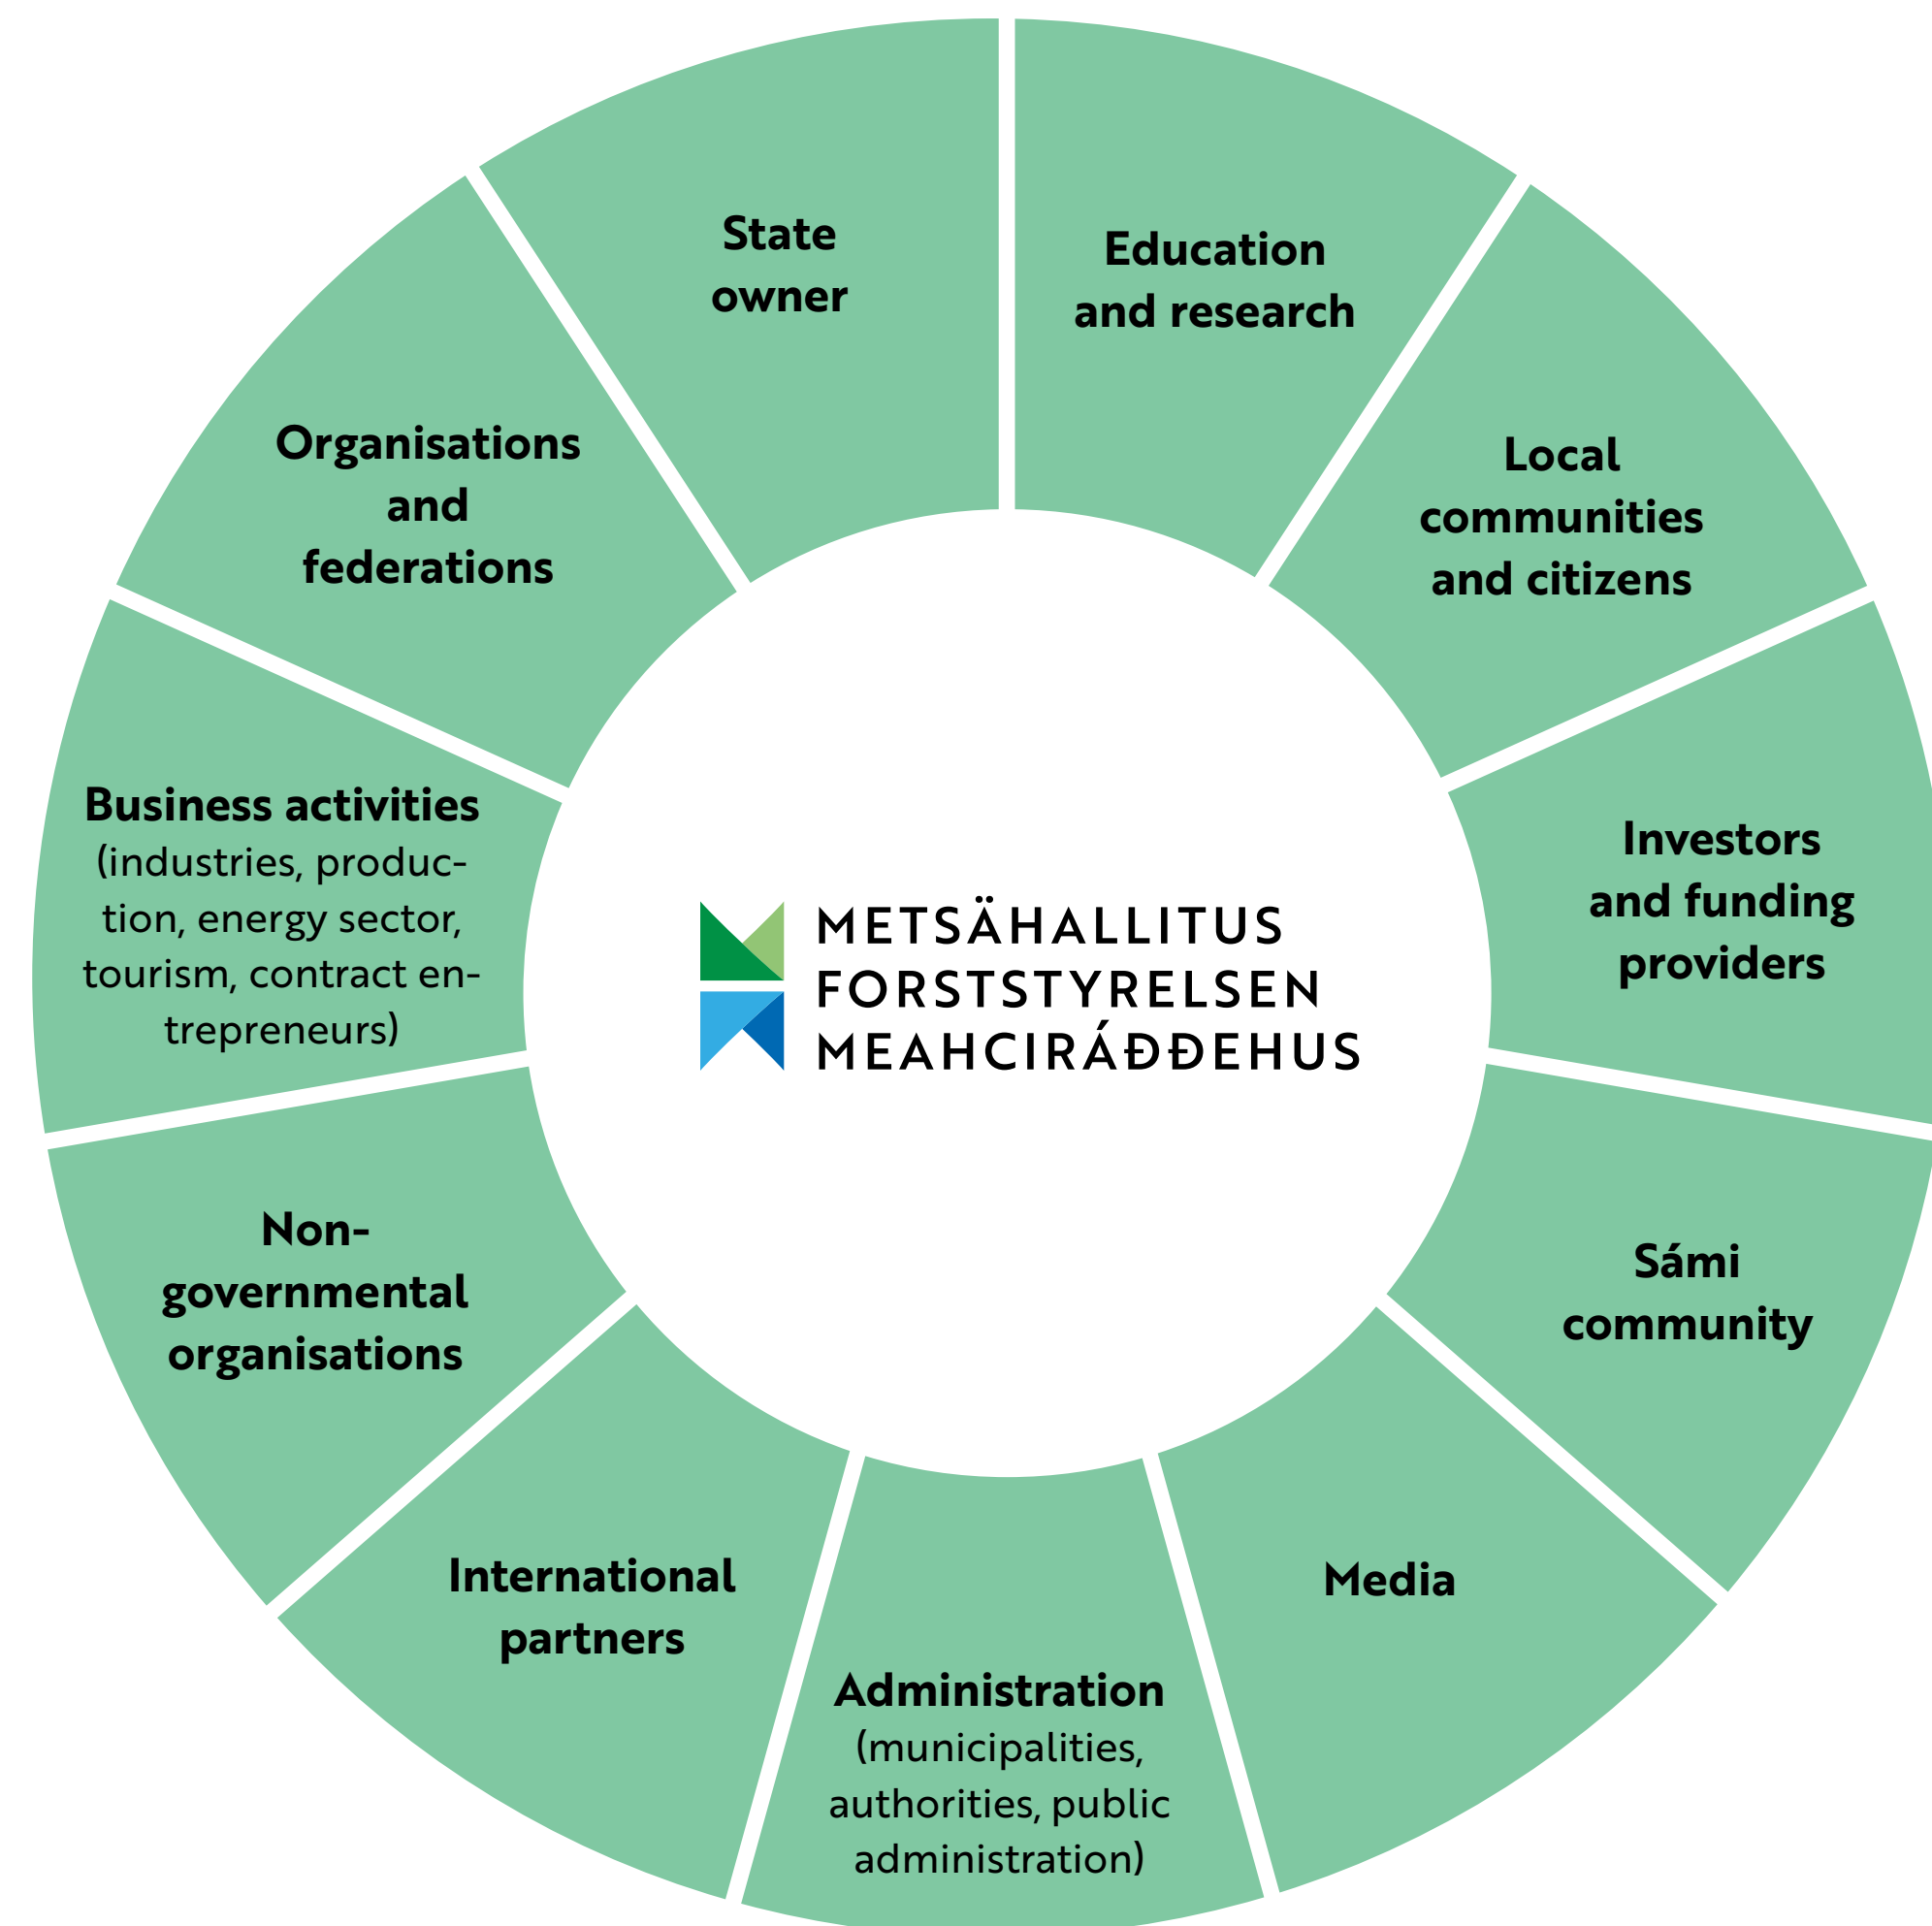 State
owner
Education
and research
Local
communities
and citizens
Investors
and funding
providers
Sámi
community
Media
Administration
(municipalities,
authorities, public
administration)
International
partners
Non-
governmental
organisations
Business activities
(industries, produc-
tion, energy sector,
tourism, contract en-
trepreneurs)
Organisations
and
federations
METSÄHALLITUS
FORSTSTYRELSEN
MEAHCIRÁĐĐEHUS